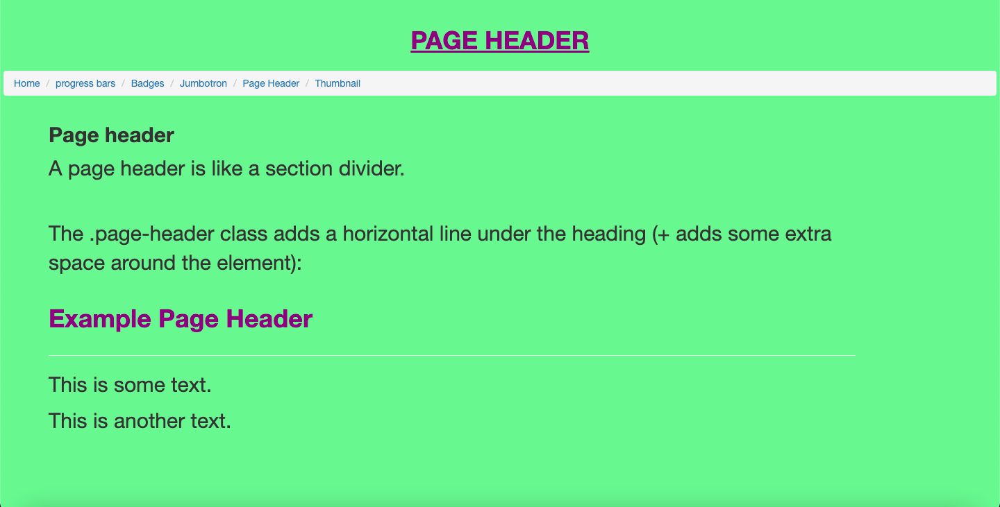 PAGE HEADER
Home / progress bars / Badges / Jumbotron / Page Header / Thumbnail
Page header
A page header is like a section divider.
The .page-header class adds a horizontal line under the heading (+ adds some extra
space around the element):
Example Page Header
This is some text.
This is another text.